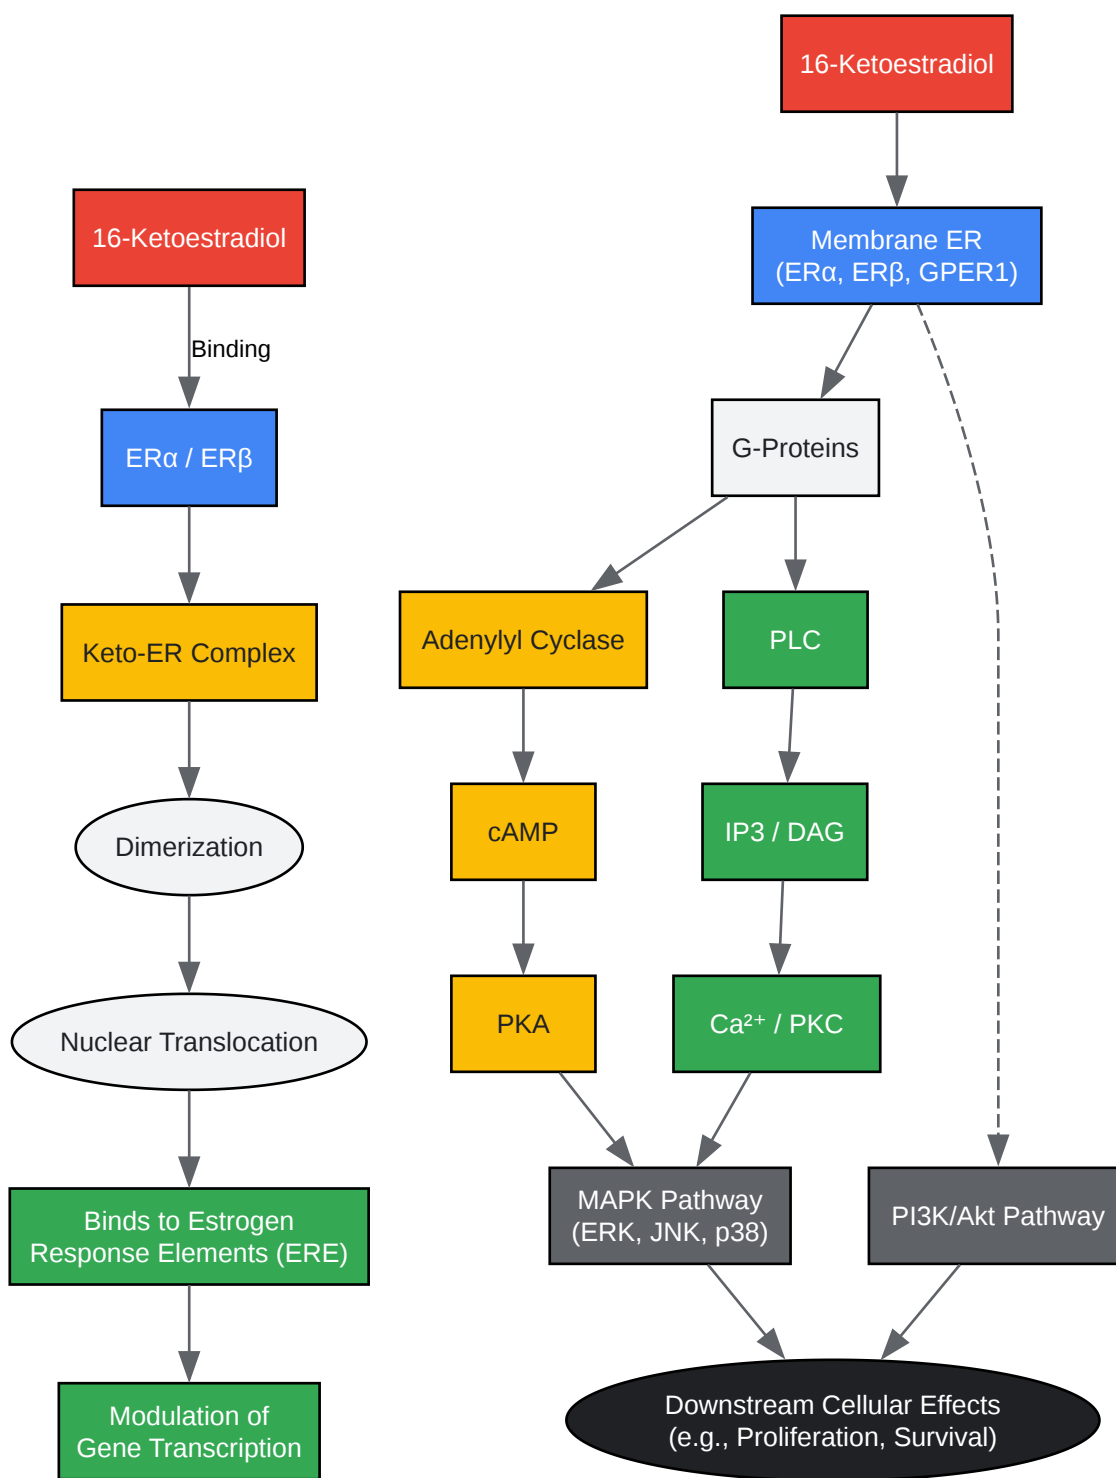 16-Ketoestradiol
Binding
ERα / ERβ
Keto-ER Complex
Dimerization
Nuclear Translocation
Binds to Estrogen
Response Elements (ERE)
Modulation of
Gene Transcription
16-Ketoestradiol
Membrane ER
(ERα, ERβ, GPER1)
G-Proteins
Adenylyl Cyclase
PLC
cAMP
IP3 / DAG
PKA
Ca²⁺ / PKC
MAPK Pathway
(ERK, JNK, p38)
PI3K/Akt Pathway
Downstream Cellular Effects
(e.g., Proliferation, Survival)